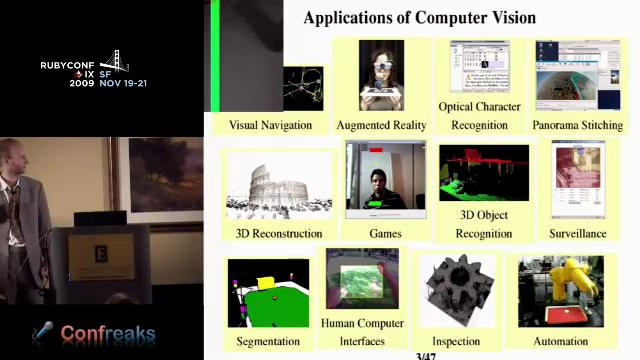 RUBYCONF
IX SF
2009 NOV 19-21
Confreaks
Applications of Computer Vision
Visual Navigation
Augmented Reality
Optical Character
Recognition
Panorama Stitching
3D Reconstruction
Games
3D Object
Recognition
Surveillance
Segmentation
Human Computer
Interfaces
Inspection
Automation
3/47